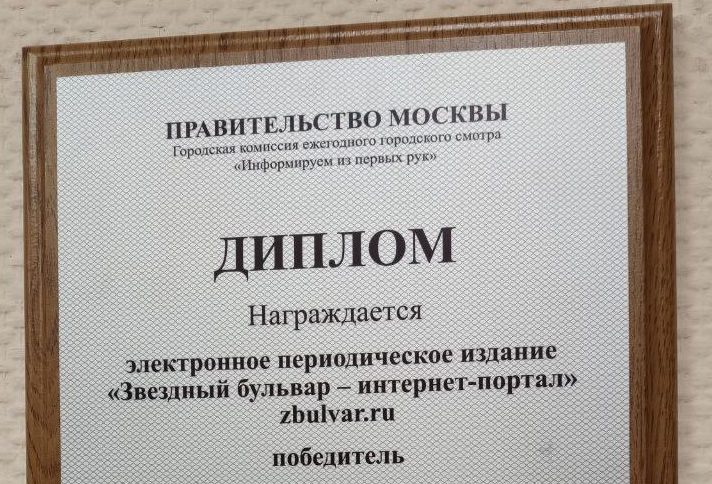 ПРАВИТЕЛЬСТВО МОСКВЫ
Городская комиссия ежегодного городского смотра
«Информируем из первых рук»
ДИПЛОМ
Награждается
электронное периодическое издание
«Звездный бульвар – интернет-портал»
zbulvar.ru
победитель